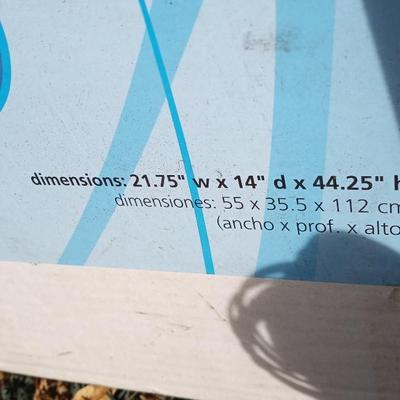 dimensions: 21.75" w x 14" d x 44.25" h
dimensiones: 55 x 35.5 x 112 cm
(ancho x prof. x alto